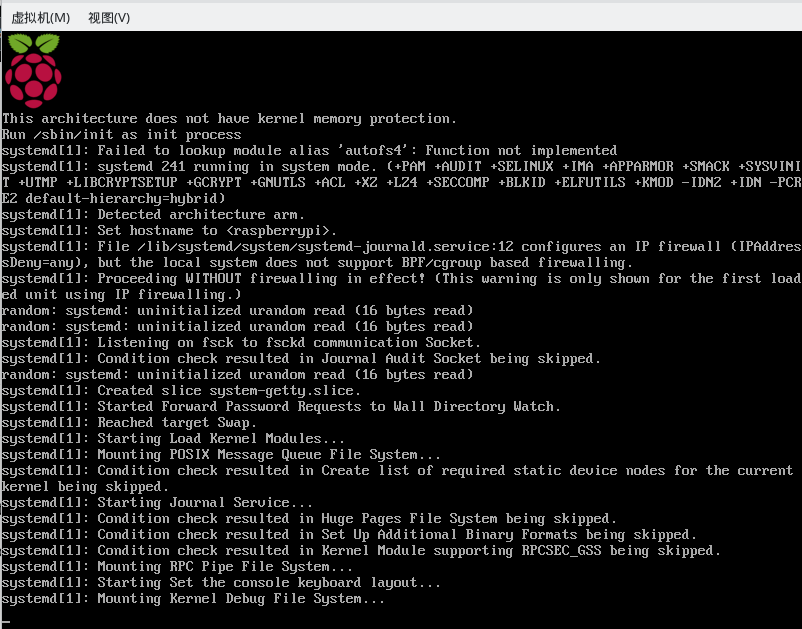 虚拟机(M) 视图(V)
This architecture does not have kernel memory protection.
Run /sbin/init as init process
systemd[1]: Failed to lookup module alias 'autofs4': Function not implemented
systemd[1]: systemd 241 running in system mode. (+PAM +AUDIT +SELINUX +IMA +APPARMOR +SMACK +SYSVINI
T +UTMP +LIBCRYPTSETUP +GCRYPT +GNUTLS +ACL +XZ +LZ4 +SECCOMP +BLKID +ELFUTILS +KMOD -IDN2 +IDN -PCR
E2 default-hierarchy=hybrid)
systemd[1]: Detected architecture arm.
systemd[1]: Set hostname to <raspberrypi>.
systemd[1]: File /lib/systemd/system/systemd-journald.service:12 configures an IP firewall (IPAddres
sDeny=any), but the local system does not support BPF/cgroup based firewalling.
systemd[1]: Proceeding WITHOUT firewalling in effect! (This warning is only shown for the first load
ed unit using IP firewalling.)
random: systemd: uninitialized urandom read (16 bytes read)
random: systemd: uninitialized urandom read (16 bytes read)
systemd[1]: Listening on fsck to fsckd communication Socket.
systemd[1]: Condition check resulted in Journal Audit Socket being skipped.
random: systemd: uninitialized urandom read (16 bytes read)
systemd[1]: Created slice system-getty.slice.
systemd[1]: Started Forward Password Requests to Wall Directory Watch.
systemd[1]: Reached target Swap.
systemd[1]: Starting Load Kernel Modules...
systemd[1]: Mounting POSIX Message Queue File System...
systemd[1]: Condition check resulted in Create list of required static device nodes for the current
kernel being skipped.
systemd[1]: Starting Journal Service...
systemd[1]: Condition check resulted in Huge Pages File System being skipped.
systemd[1]: Condition check resulted in Set Up Additional Binary Formats being skipped.
systemd[1]: Condition check resulted in Kernel Module supporting RPCSEC_GSS being skipped.
systemd[1]: Mounting RPC Pipe File System...
systemd[1]: Starting Set the console keyboard layout...
systemd[1]: Mounting Kernel Debug File System...